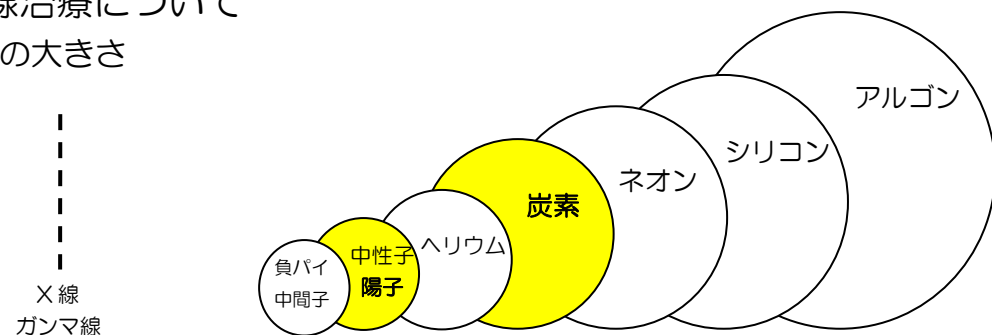 線治療について
の大きさ
X線
ガンマ線
負パイ
中間子
中性子
陽子
ヘリウム
炭素
ネオン
シリコン
アルゴン